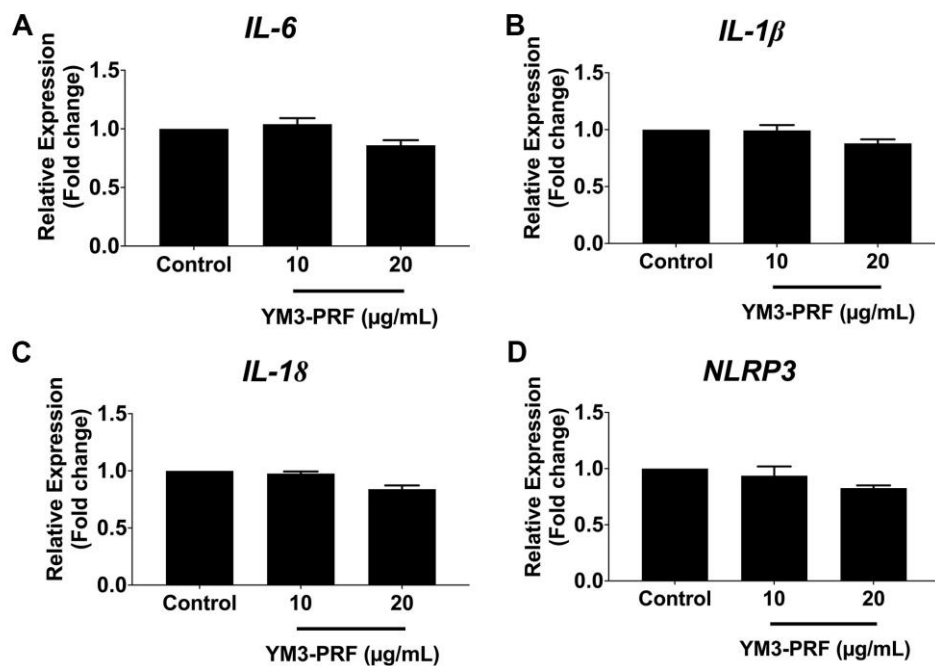 A
IL-6
Relative Expression
(Fold change)
1.5
1.0
0.5
0.0
Control 10 20
YM3-PRF (µg/mL)
B
IL-1β
Relative Expression
(Fold change)
1.5
1.0
0.5
0.0
Control 10 20
YM3-PRF (µg/mL)
C
IL-18
Relative Expression
(Fold change)
1.5
1.0
0.5
0.0
Control 10 20
YM3-PRF (µg/mL)
D
NLRP3
Relative Expression
(Fold change)
1.5
1.0
0.5
0.0
Control 10 20
YM3-PRF (µg/mL)